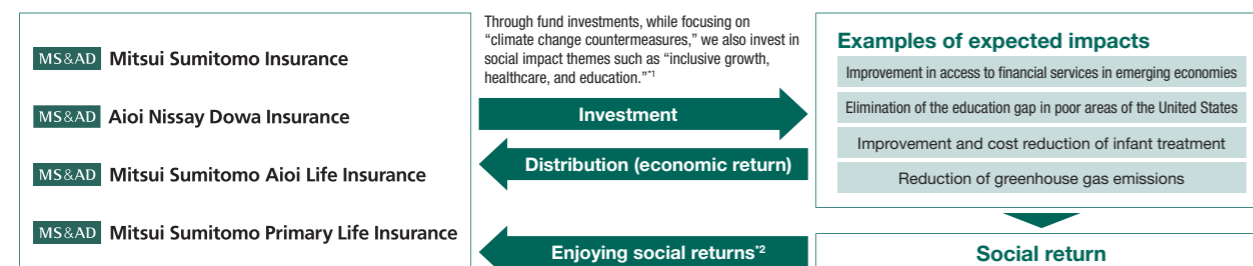 MS&AD Mitsui Sumitomo Insurance
MS&AD Aioi Nissay Dowa Insurance
MS&AD Mitsui Sumitomo Aioi Life Insurance
MS&AD Mitsui Sumitomo Primary Life Insurance
Through fund investments, while focusing on
“climate change countermeasures,” we also invest in
social impact themes such as “inclusive growth,
healthcare, and education.”*1
Investment
Distribution (economic return)
Enjoying social returns*2
Examples of expected impacts
Improvement in access to financial services in emerging economies
Elimination of the education gap in poor areas of the United States
Improvement and cost reduction of infant treatment
Reduction of greenhouse gas emissions
Social return